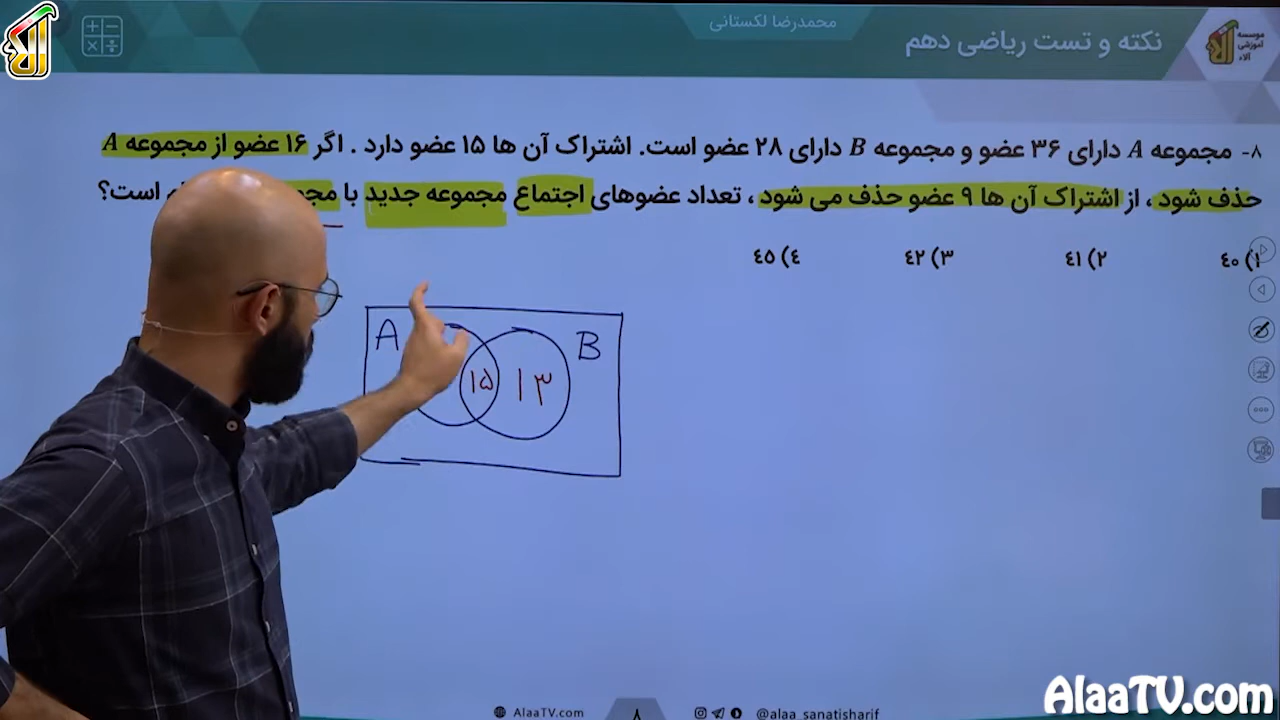 محمدرضا لکستانی
نکته و تست ریاضی دهم
موسسه آموزشی آلاء
۸- مجموعه A دارای ۳۶ عضو و مجموعه B دارای ۲۸ عضو است. اشتراک آن ها ۱۵ عضو دارد . اگر ۱۶ عضو از مجموعه A
حذف شود ، از اشتراک آن ها ۹ عضو حذف می شود ، تعداد عضوهای اجتماع مجموعه جدید با است؟
۱) ۴۰ ۲) ۴۱ ۳) ۴۲ ۴) ۴۵
A B
۱۵ ۱۳
AlaaTV.com ۸ @alaa_sanatisharif
AlaaTV.com